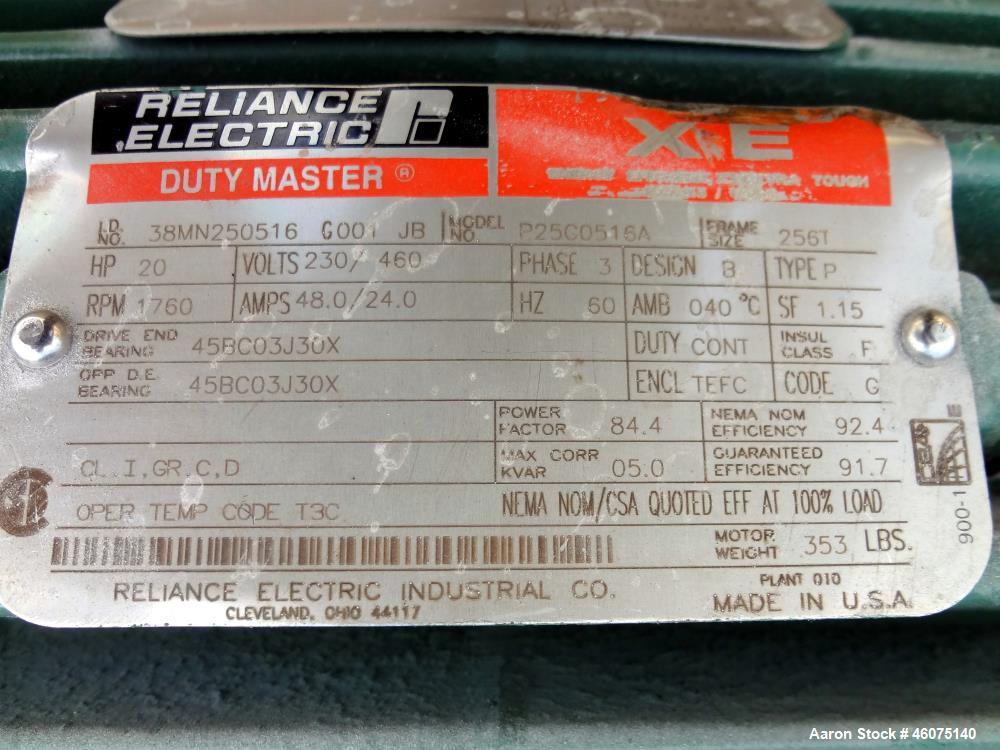 RELIANCE
ELECTRIC
DUTY MASTER ®
XE
TOUGH
I.D. NO. 38MN250516 G001 JB MODEL NO. P25G0516A FRAME SIZE 256T
HP 20 VOLTS 230/ 460 PHASE 3 DESIGN B TYPE P
RPM 1760 AMPS 48.0/24.0 HZ 60 AMB 040 °C SF 1.15
DRIVE END BEARING 45BC03J30X DUTY CONT INSUL CLASS F
OPP D.E. BEARING 45BC03J30X ENCL TEFC CODE G
POWER FACTOR 84.4 NEMA NOM EFFICIENCY 92.4
CL.I,GR.C,D MAX CORR KVAR 05.0 GUARANTEED EFFICIENCY 91.7
OPER TEMP CODE T3C NEMA NOM/CSA QUOTED EFF AT 100% LOAD
MOTOR WEIGHT 353 LBS.
RELIANCE ELECTRIC INDUSTRIAL CO.
CLEVELAND, OHIO 44117
PLANT 010
MADE IN U.S.A.
900-1
Aaron Stock # 46075140